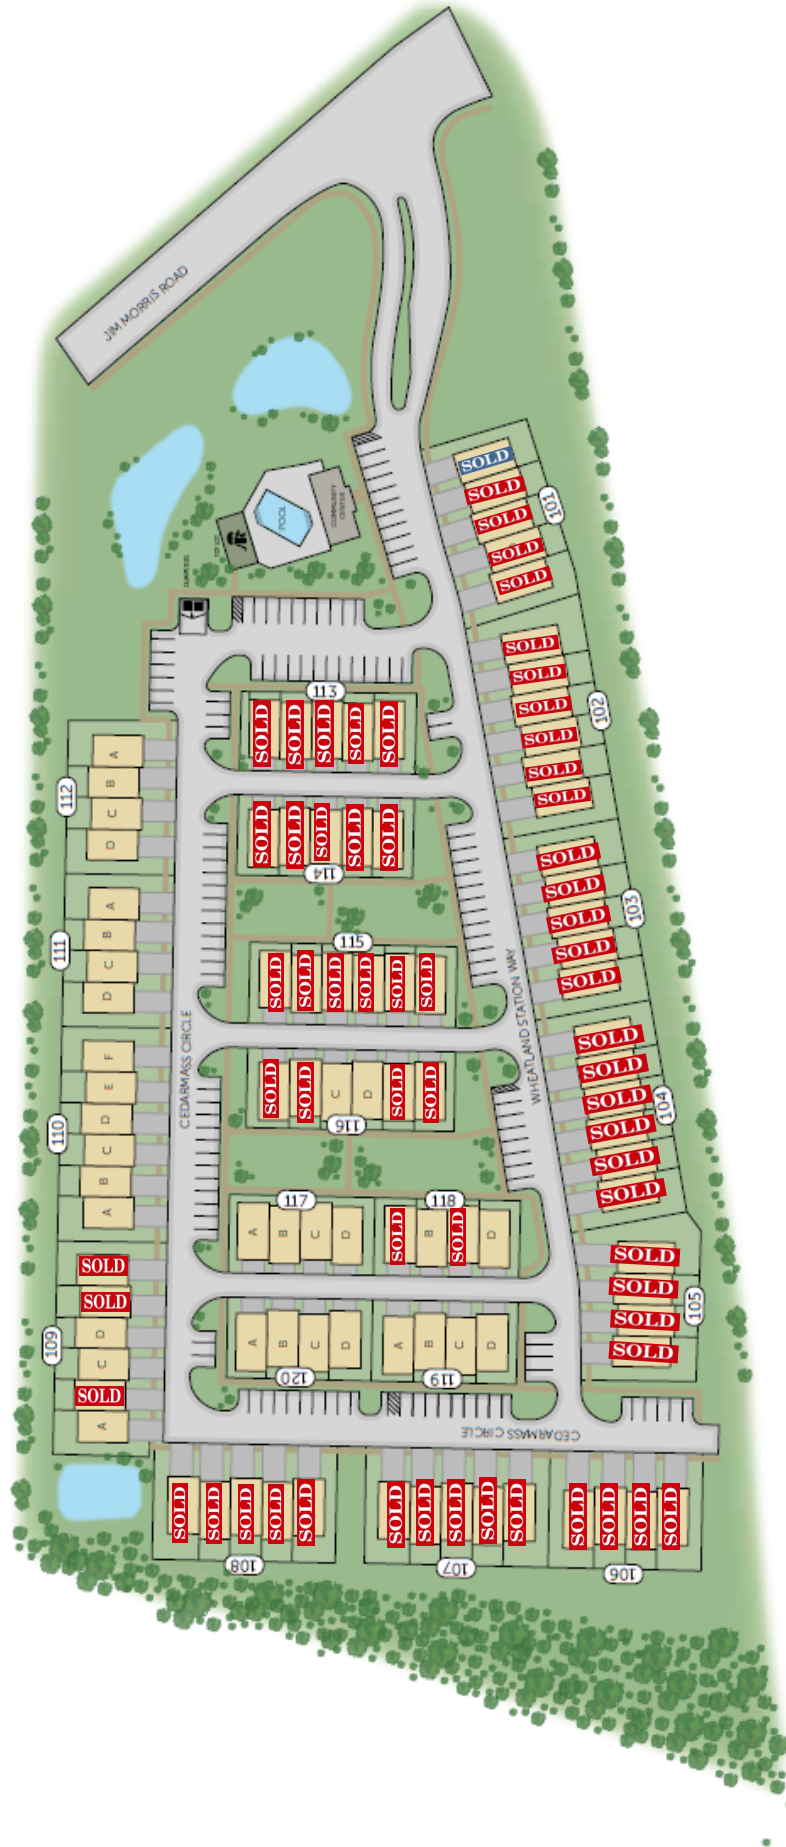 JIM MORRIS ROAD
POOL
COMMUNITY
CENTER
TOT LOT
DUMPSTERS
SOLD
SOLD
SOLD
SOLD
SOLD
101
SOLD
SOLD
SOLD
SOLD
SOLD
SOLD
102
113
SOLD
SOLD
SOLD
SOLD
SOLD
A
B
C
D
112
SOLD
SOLD
SOLD
SOLD
SOLD
114
SOLD
SOLD
SOLD
SOLD
SOLD
103
A
B
C
D
111
115
SOLD
SOLD
SOLD
SOLD
SOLD
SOLD
CEDARMASS CIRCLE
WHEATLAND STATION WAY
SOLD
SOLD
SOLD
SOLD
SOLD
SOLD
104
F
E
D
C
B
A
110
SOLD
SOLD
C
D
SOLD
SOLD
116
117
A
B
C
D
118
SOLD
B
SOLD
D
SOLD
SOLD
SOLD
SOLD
105
SOLD
SOLD
D
C
SOLD
A
109
A
B
C
D
120
A
B
C
D
119
CEDARMASS CIRCLE
SOLD
SOLD
SOLD
SOLD
SOLD
108
SOLD
SOLD
SOLD
SOLD
SOLD
107
SOLD
SOLD
SOLD
SOLD
106